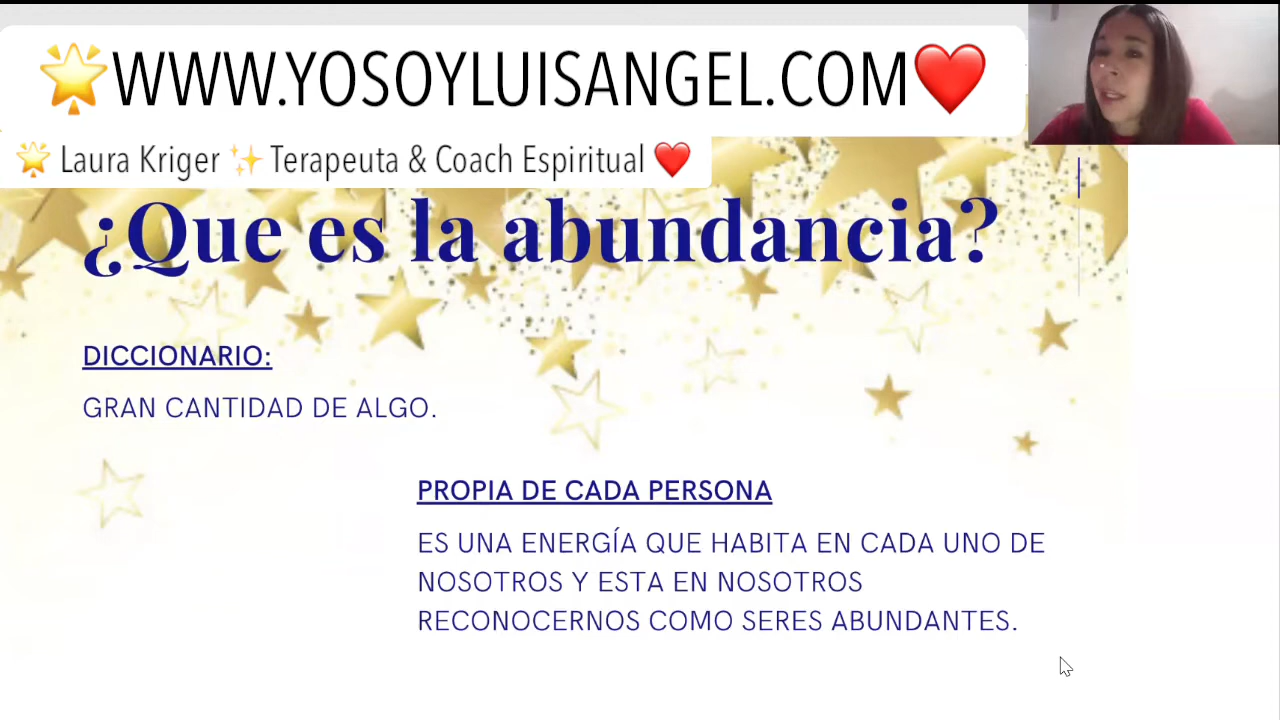 🌟WWW.YOSOYLUISANGEL.COM❤️
🌟 Laura Kriger ✨ Terapeuta & Coach Espiritual ❤️
¿Que es la abundancia?
DICCIONARIO:
GRAN CANTIDAD DE ALGO.
PROPIA DE CADA PERSONA
ES UNA ENERGÍA QUE HABITA EN CADA UNO DE
NOSOTROS Y ESTA EN NOSOTROS
RECONOCERNOS COMO SERES ABUNDANTES.